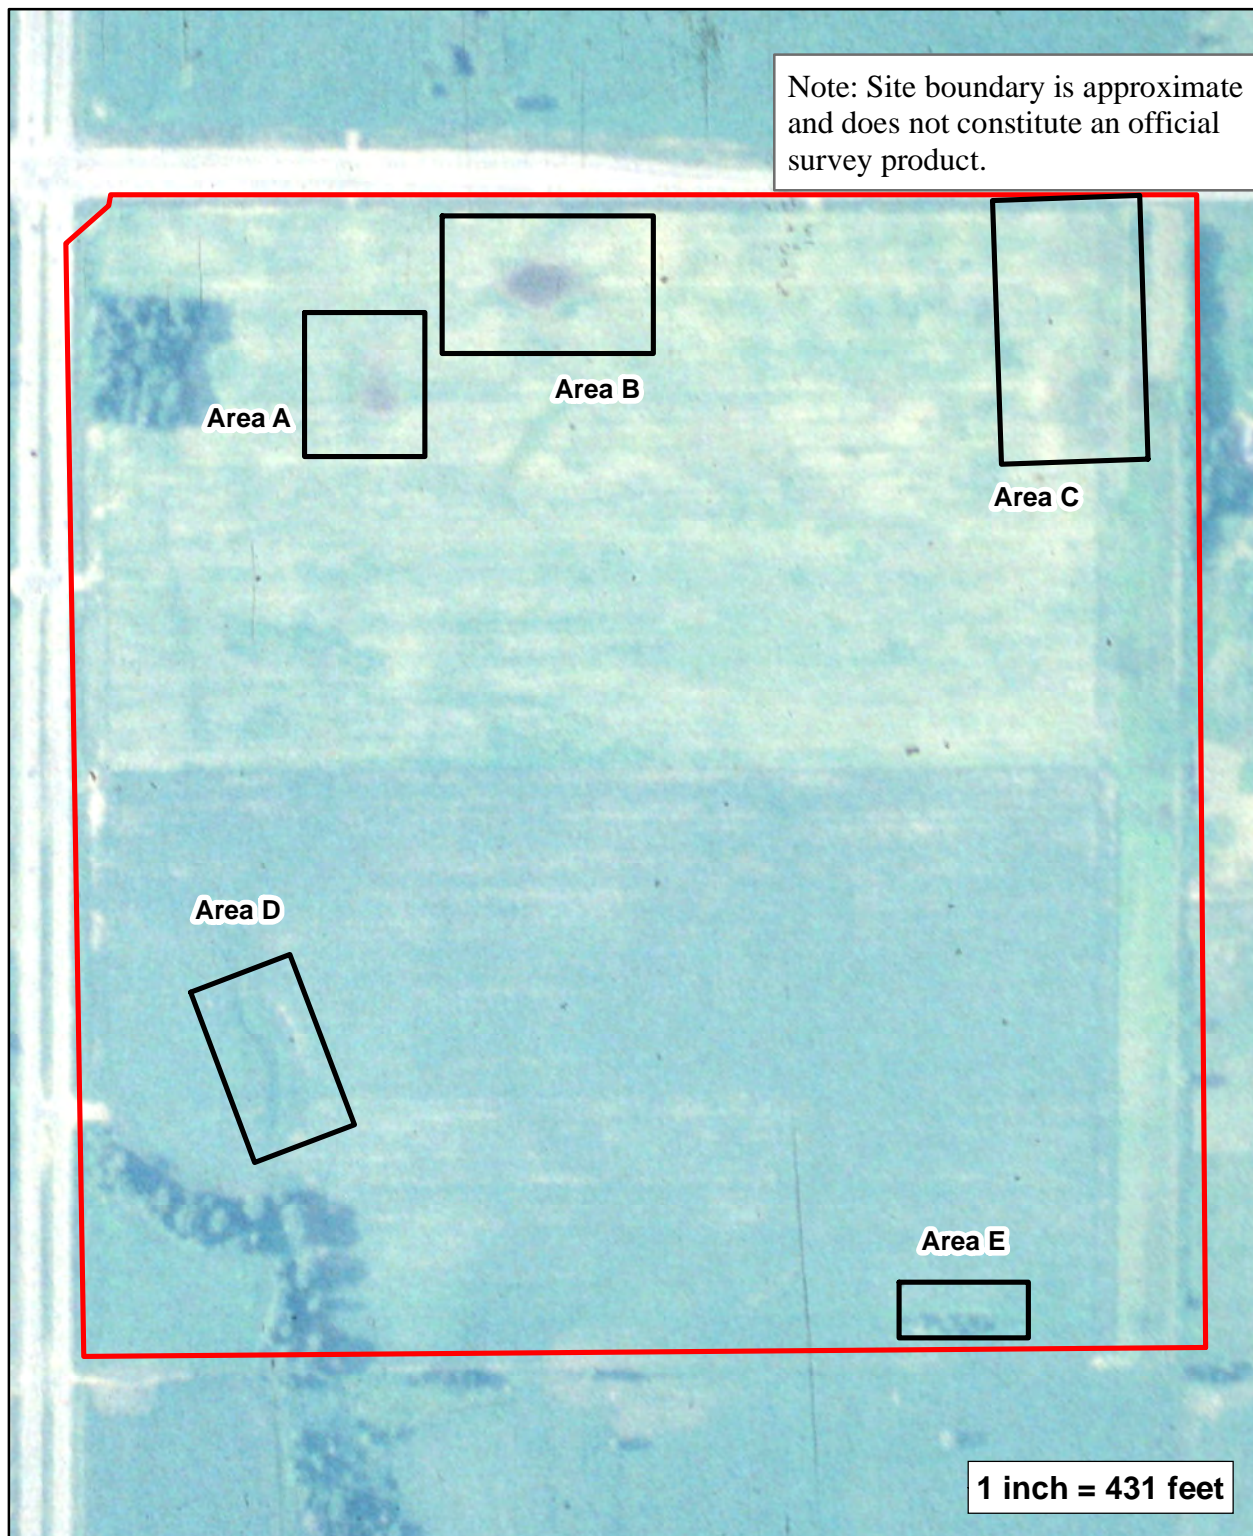 Note: Site boundary is approximate
and does not constitute an official
survey product.
Area B
Area A
Area C
Area D
Area E
1 inch = 431 feet